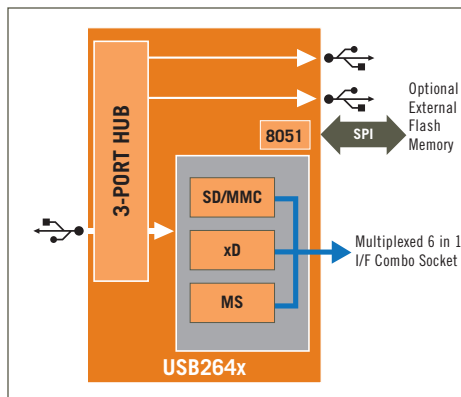 3-PORT HUB
8051
SPI
Optional
External
Flash
Memory
SD/MMC
xD
MS
Multiplexed 6 in 1
I/F Combo Socket
USB264x